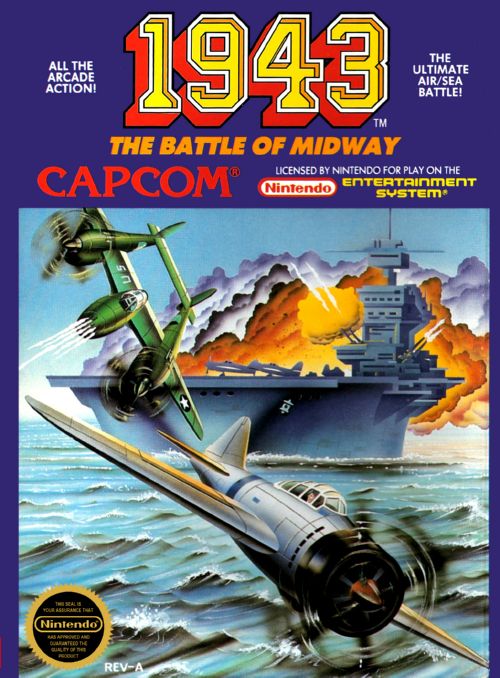 ALL THE
ARCADE
ACTION!
1943
TM
THE
ULTIMATE
AIR/SEA
BATTLE!
THE BATTLE OF MIDWAY
CAPCOM®
LICENSED BY NINTENDO FOR PLAY ON THE
Nintendo ENTERTAINMENT
SYSTEM®
U S
THIS SEAL IS
YOUR ASSURANCE THAT
Nintendo
HAS APPROVED AND
GUARANTEED THE
QUALITY OF THIS
PRODUCT
REV-A